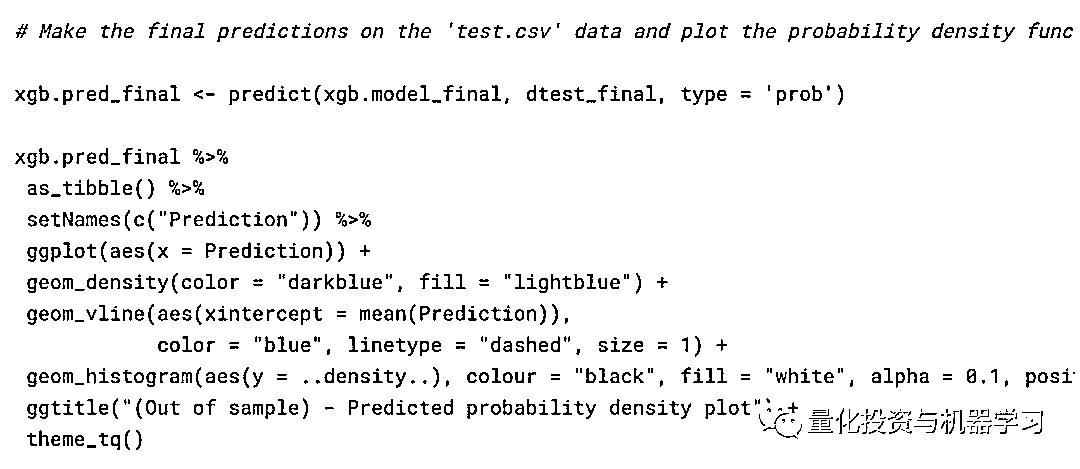 # Make the final predictions on the 'test.csv' data and plot the probability density func
xgb.pred_final <- predict(xgb.model_final, dtest_final, type = 'prob')
xgb.pred_final %>%
as_tibble() %>%
setNames(c("Prediction")) %>%
ggplot(aes(x = Prediction)) +
geom_density(color = "darkblue", fill = "lightblue") +
geom_vline(aes(xintercept = mean(Prediction)),
color = "blue", linetype = "dashed", size = 1) +
geom_histogram(aes(y = ..density..), colour = "black", fill = "white", alpha = 0.1, posit
ggtitle("(Out of sample) - Predicted probability density plot") +
theme_tq()
量化投资与机器学习